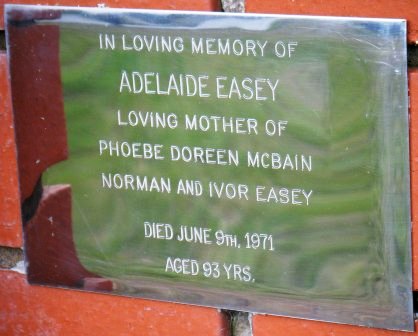 IN LOVING MEMORY OF
ADELAIDE EASEY
LOVING MOTHER OF
PHOEBE DOREEN MCBAIN
NORMAN AND IVOR EASEY
DIED JUNE 9TH, 1971
AGED 93 YRS,